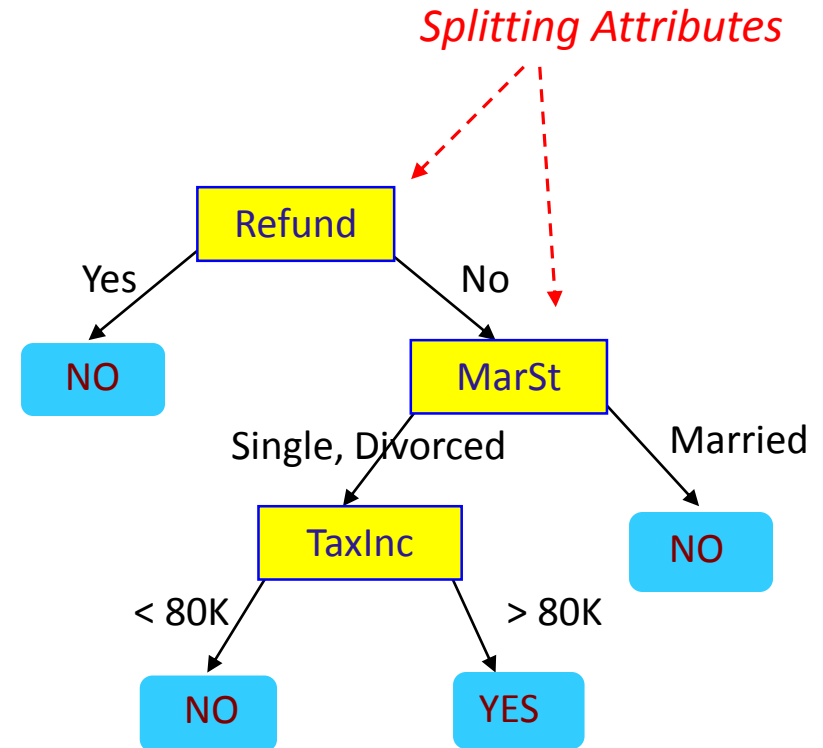 Splitting Attributes
Refund
Yes
No
NO
MarSt
Single, Divorced
Married
TaxInc
NO
< 80K
> 80K
NO
YES